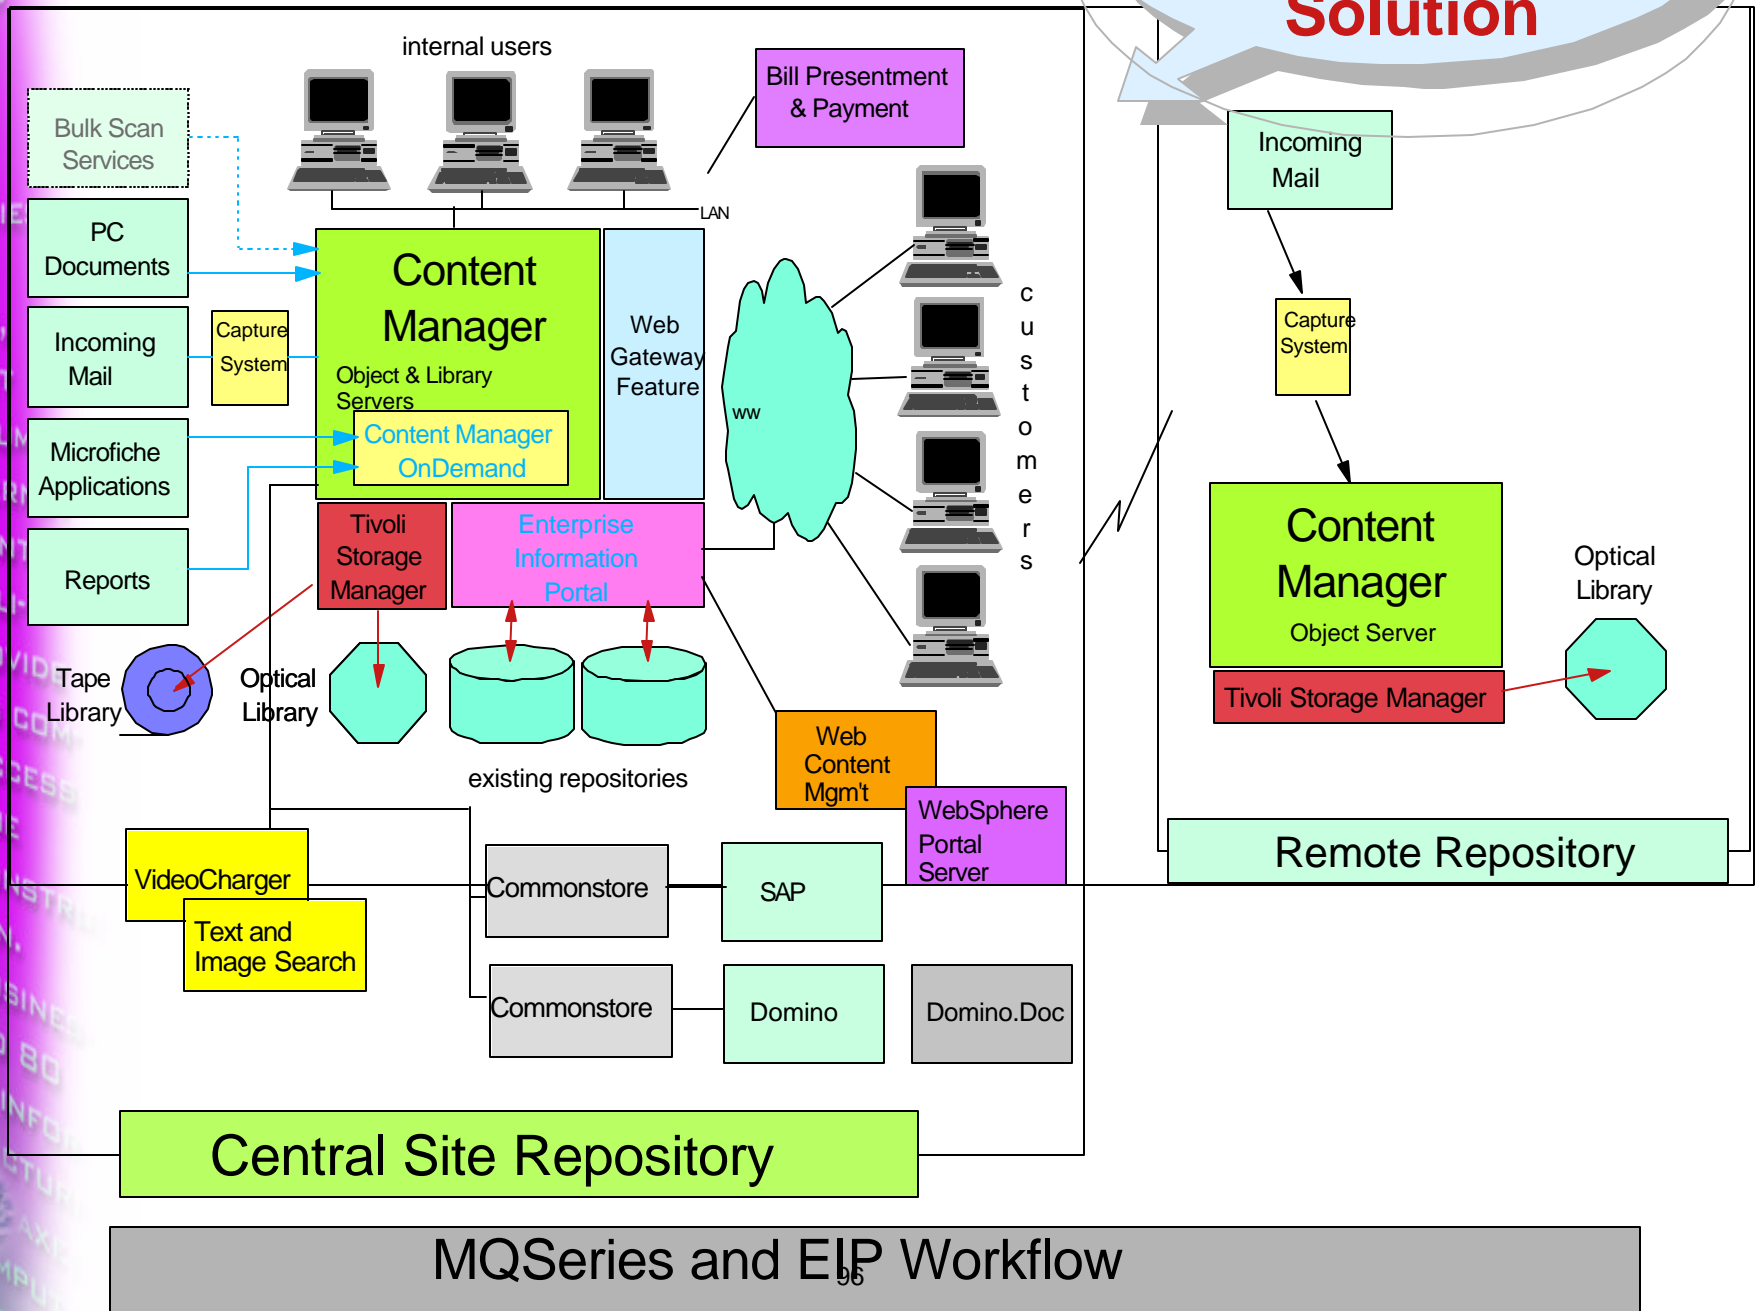 Solution
internal users
Bill Presentment
& Payment
Bulk Scan
Services
Incoming
Mail
LAN
PC
Documents
Content
Manager
Object & Library
Servers
Content Manager
OnDemand
Web
Gateway
Feature
Incoming
Mail
Capture
System
ww
customers
Capture
System
Microfiche
Applications
Reports
Tivoli
Storage
Manager
Enterprise
Information
Portal
Content
Manager
Object Server
Tivoli Storage Manager
Optical
Library
Tape
Library
Optical
Library
existing repositories
Web
Content
Mgm't
WebSphere
Portal
Server
Remote Repository
VideoCharger
Text and
Image Search
Commonstore
SAP
Commonstore
Domino
Domino.Doc
Central Site Repository
MQSeries and EIP Workflow
96